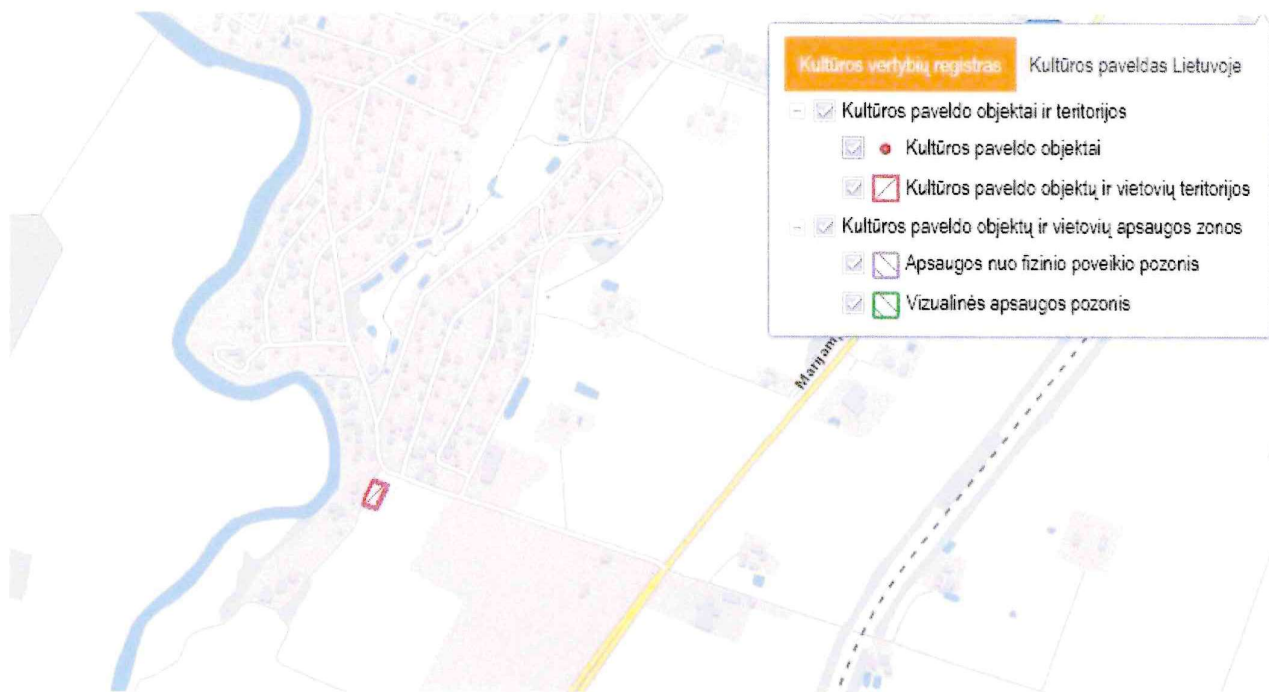 Kultūros vertybių registras Kultūros paveldas Lietuvoje
Kultūros paveldo objektai ir teritorijos
Kultūros paveldo objektai
Kultūros paveldo objektų ir vietovių teritorijos
Kultūros paveldo objektų ir vietovių apsaugos zonos
Apsaugos nuo fizinio poveikio pozonis
Vizualinės apsaugos pozonis